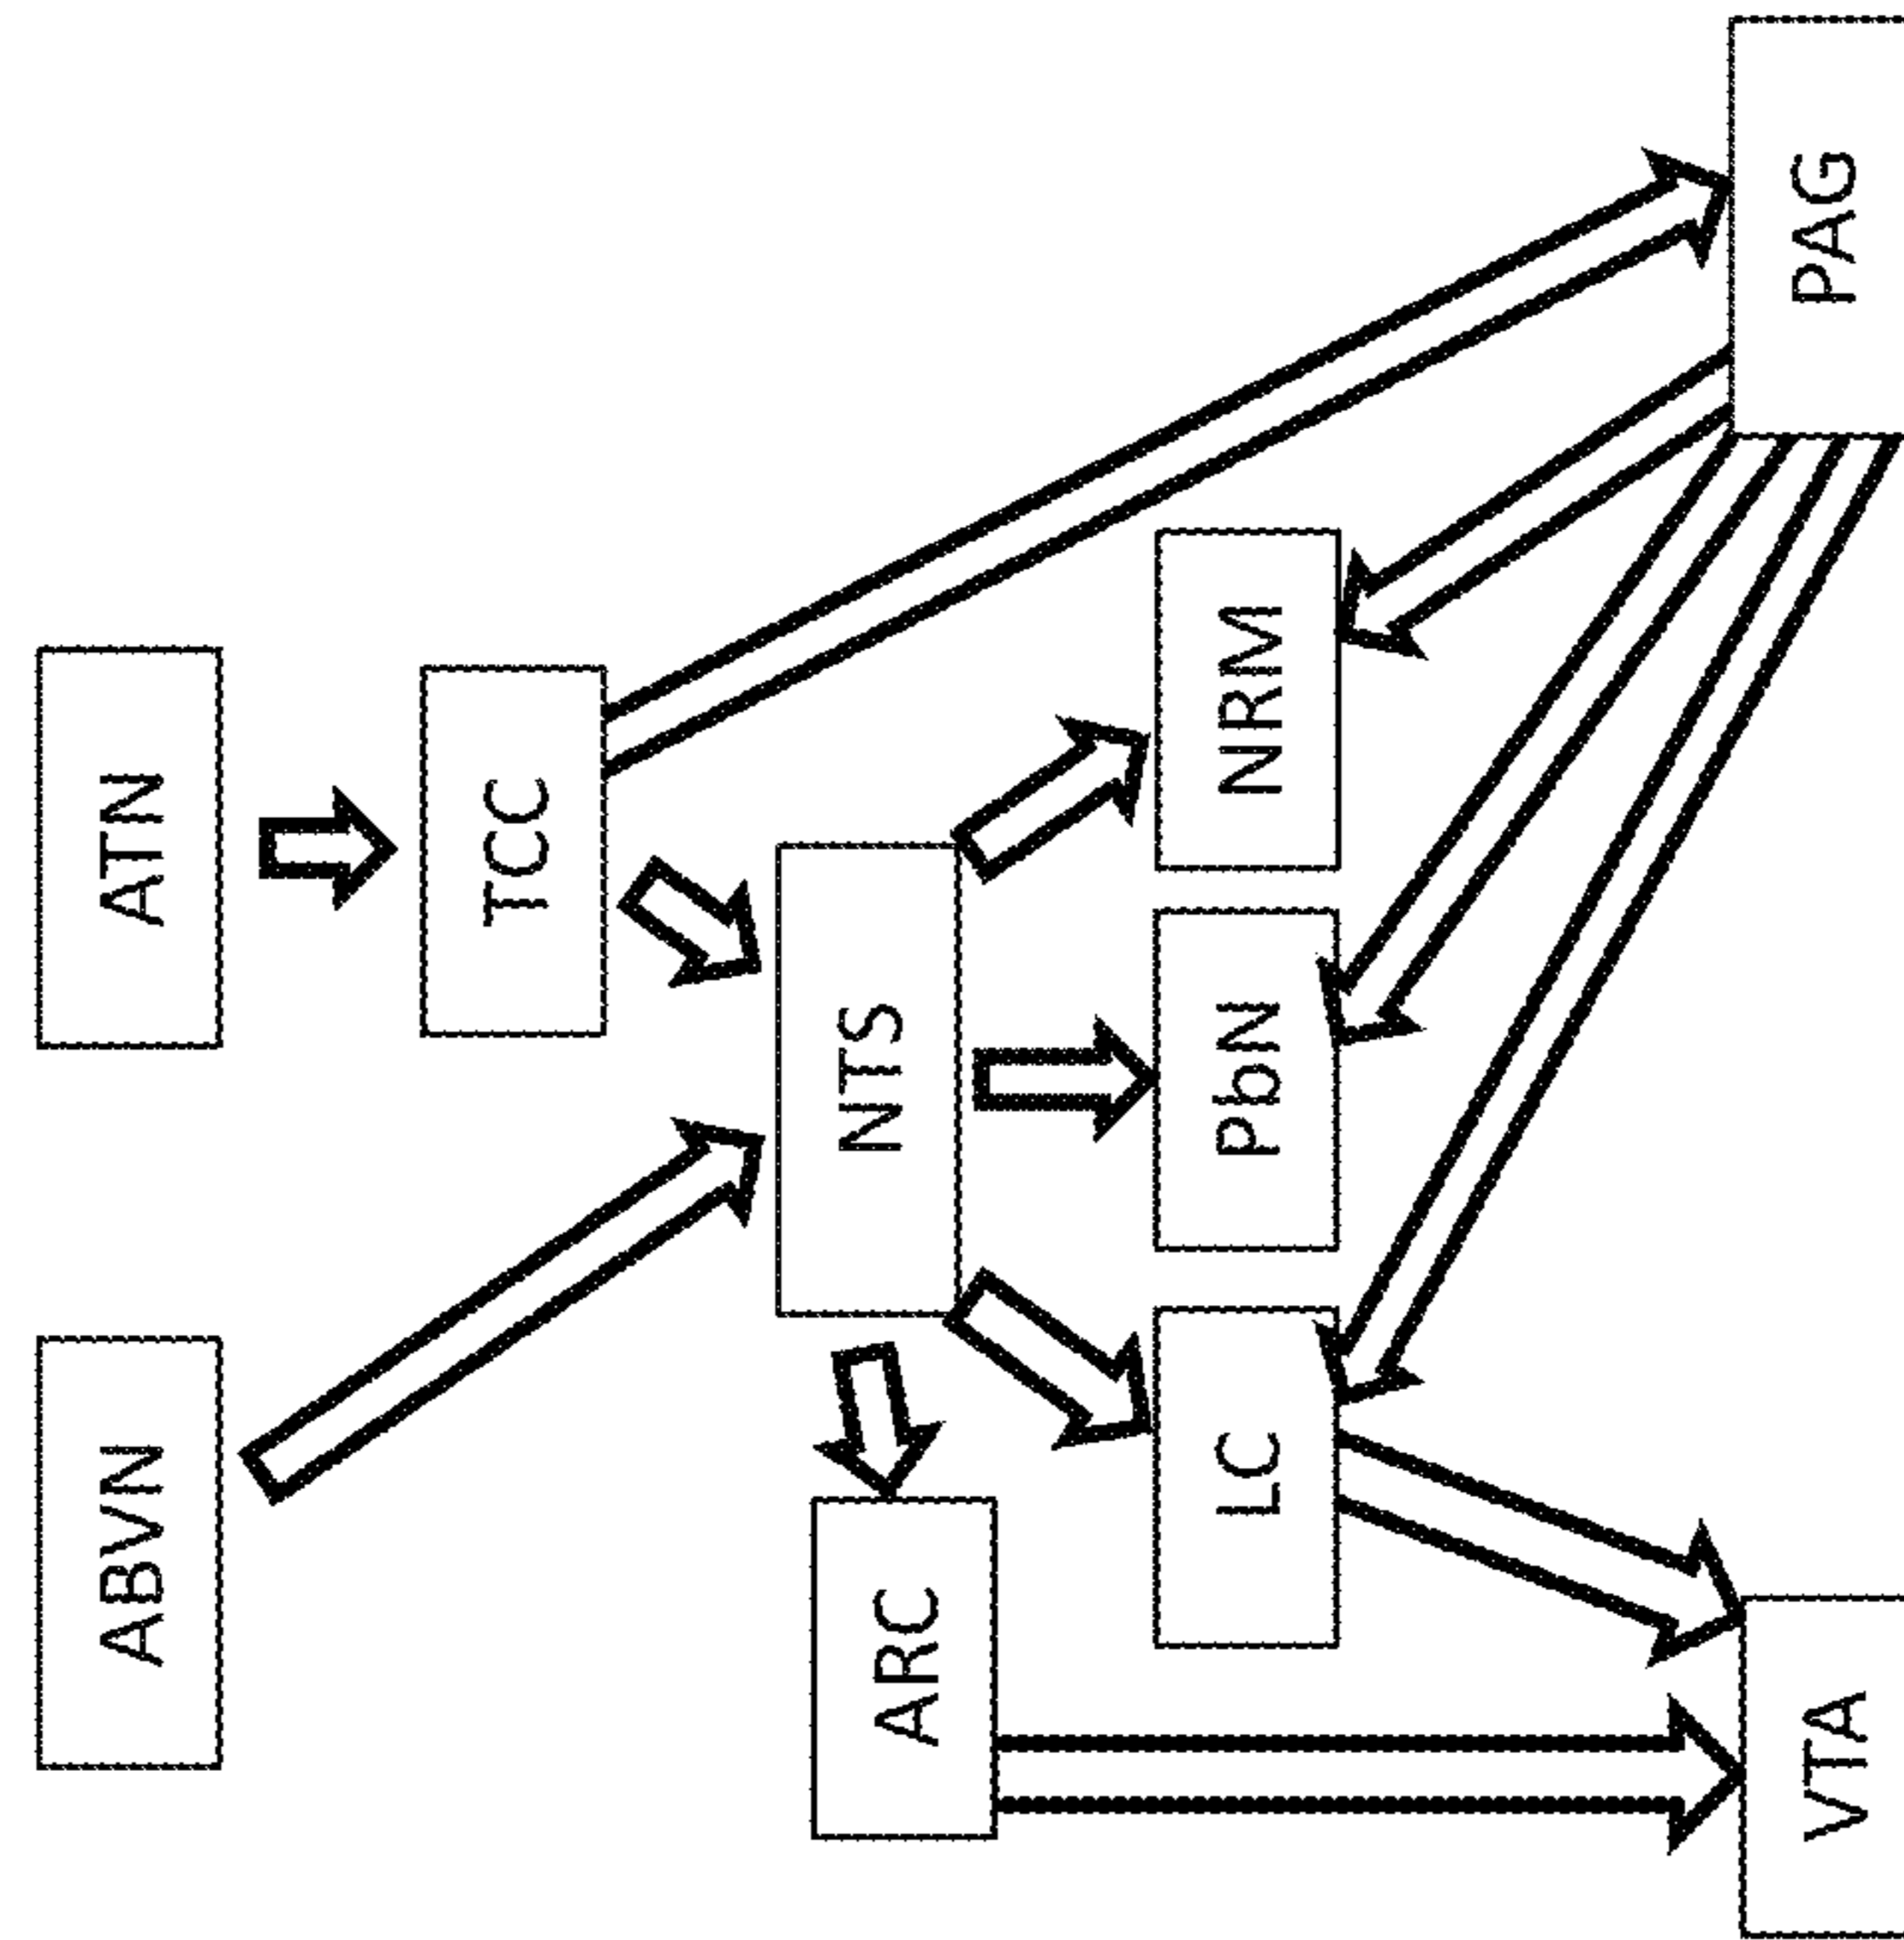 ABVN
ATN
TCC
NTS
ARC
LC
PbN
NRM
VTA
PAG